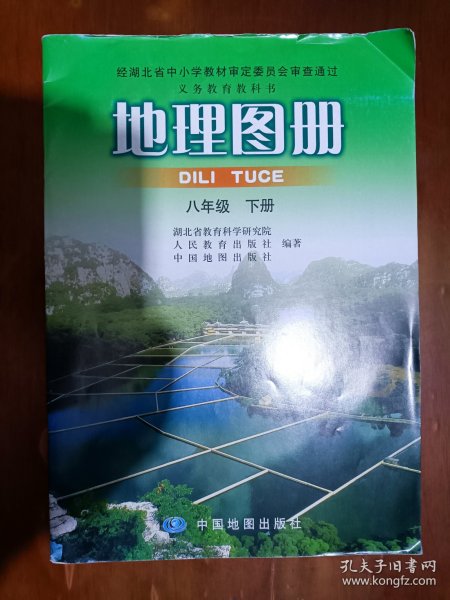 经湖北省中小学教材审定委员会审查通过
义务教育教科书
地理图册
DILI TUCE
八年级 下册
湖北省教育科学研究院
人民教育出版社 编著
中国地图出版社
中国地图出版社
孔夫子旧书网
www.kongfz.com